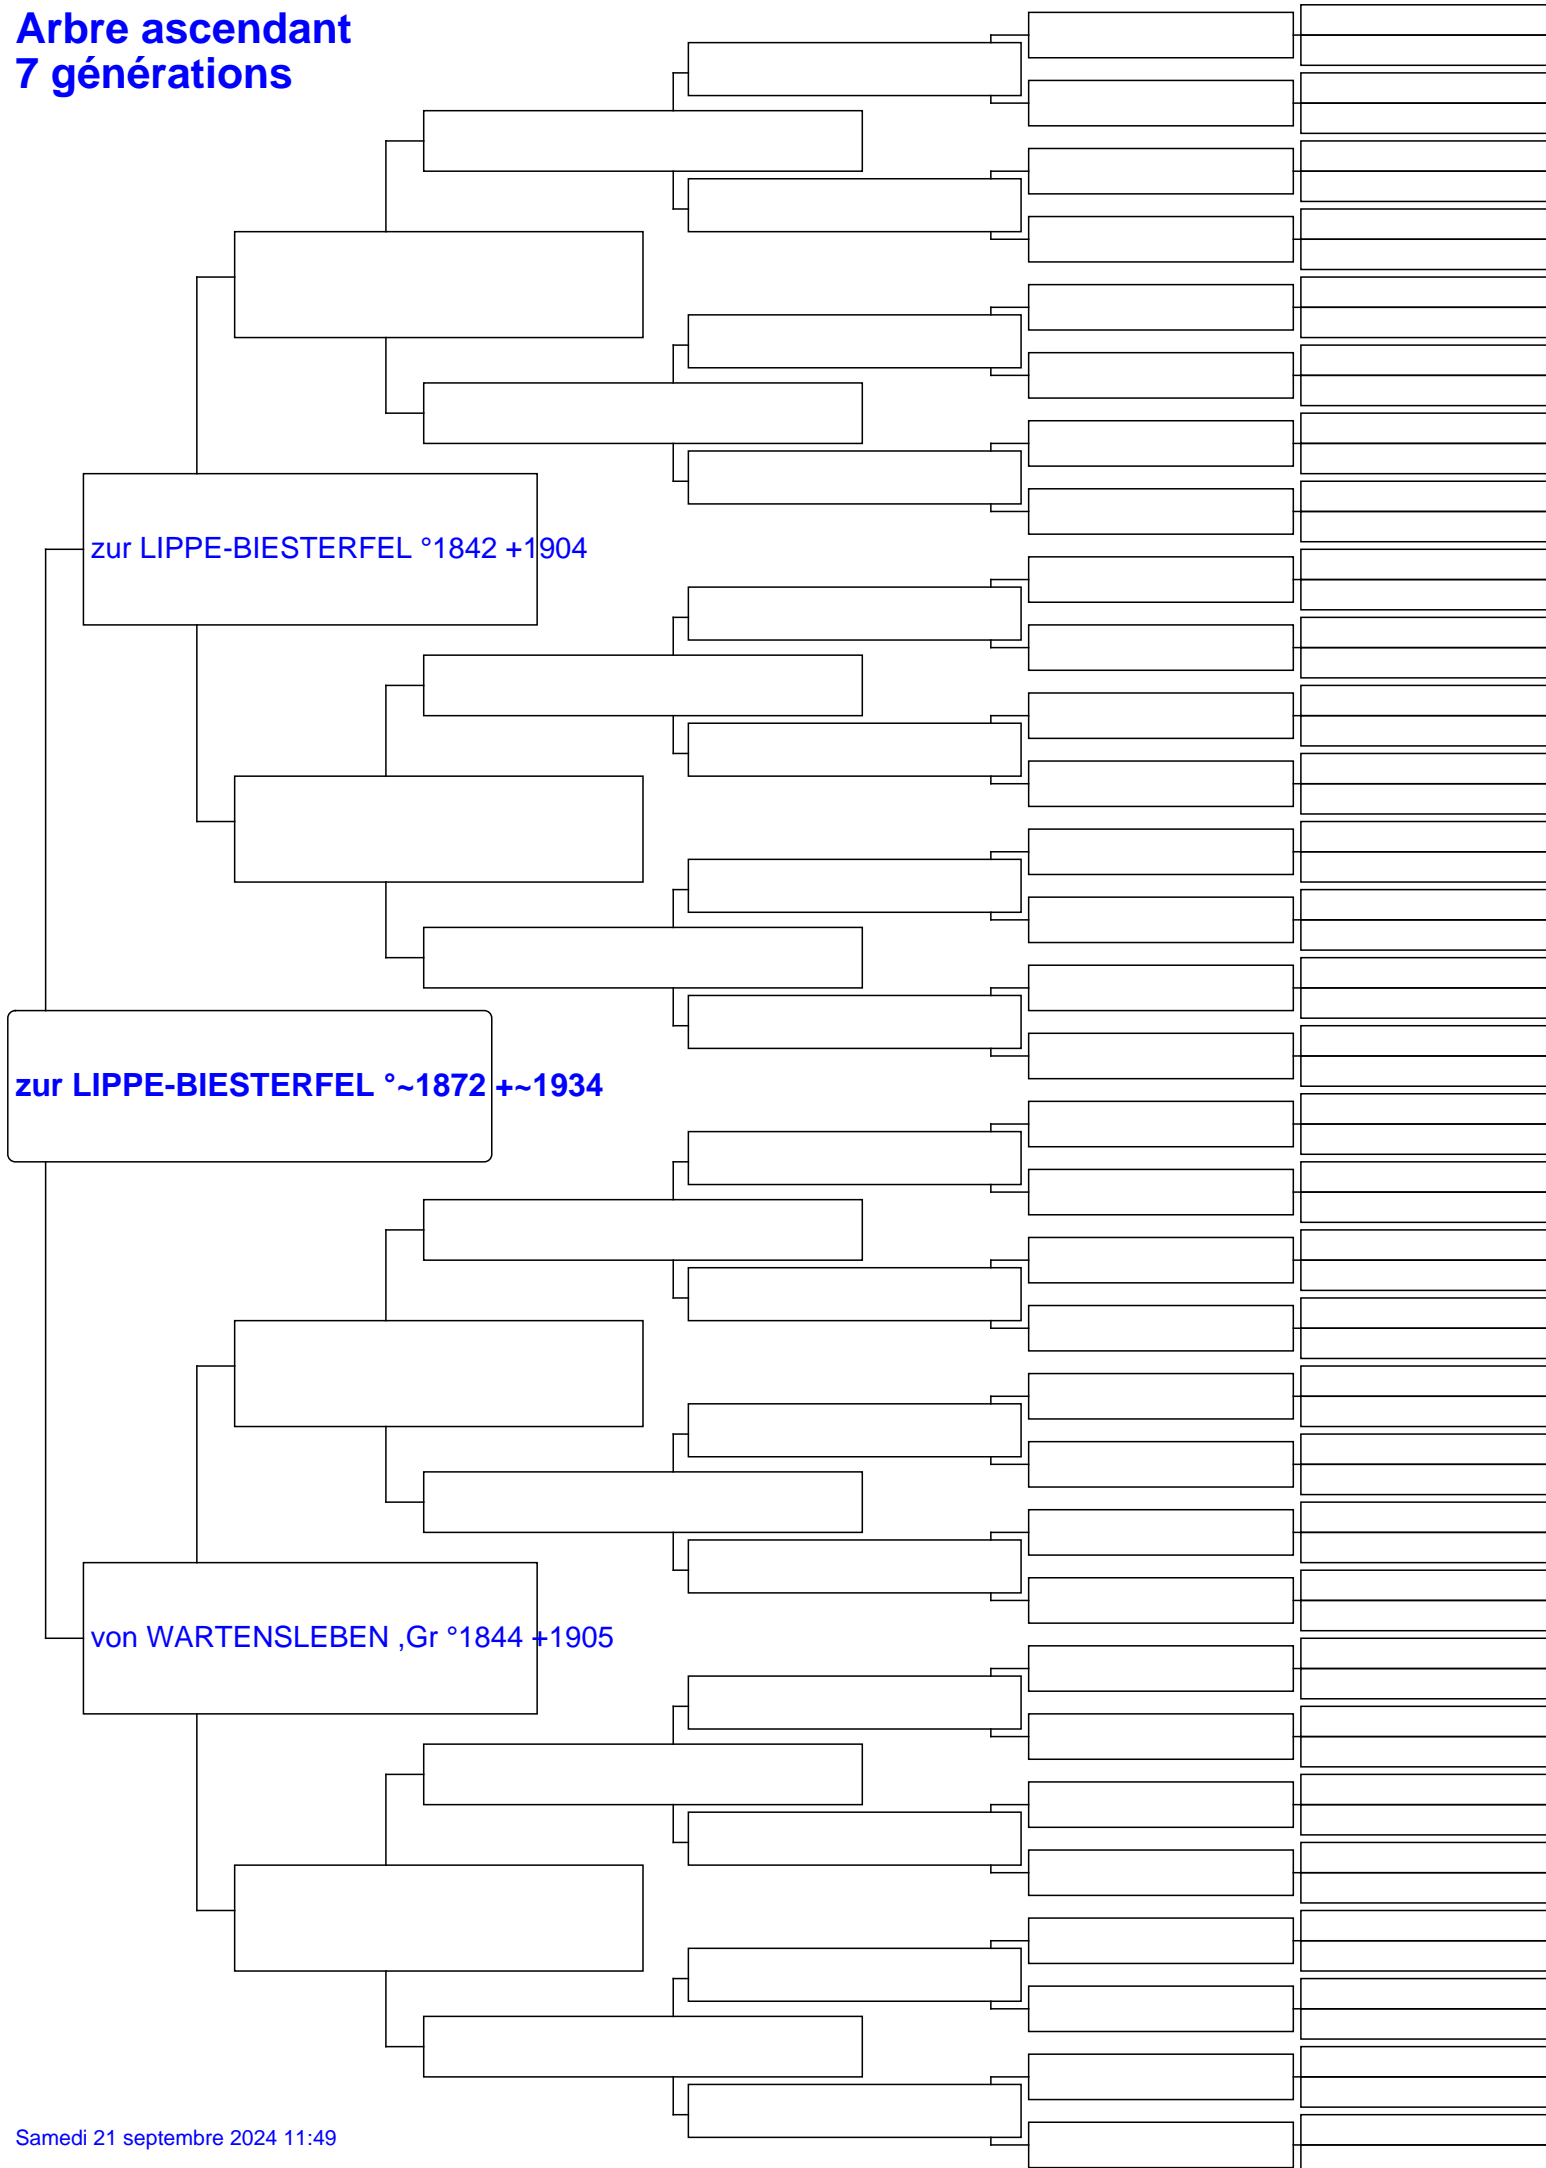 Arbre ascendant
7 générations
zur LIPPE-BIESTERFEL °1842 +1904
zur LIPPE-BIESTERFEL °~1872 +~1934
von WARTENSLEBEN ,Gr °1844 +1905
Samedi 21 septembre 2024 11:49